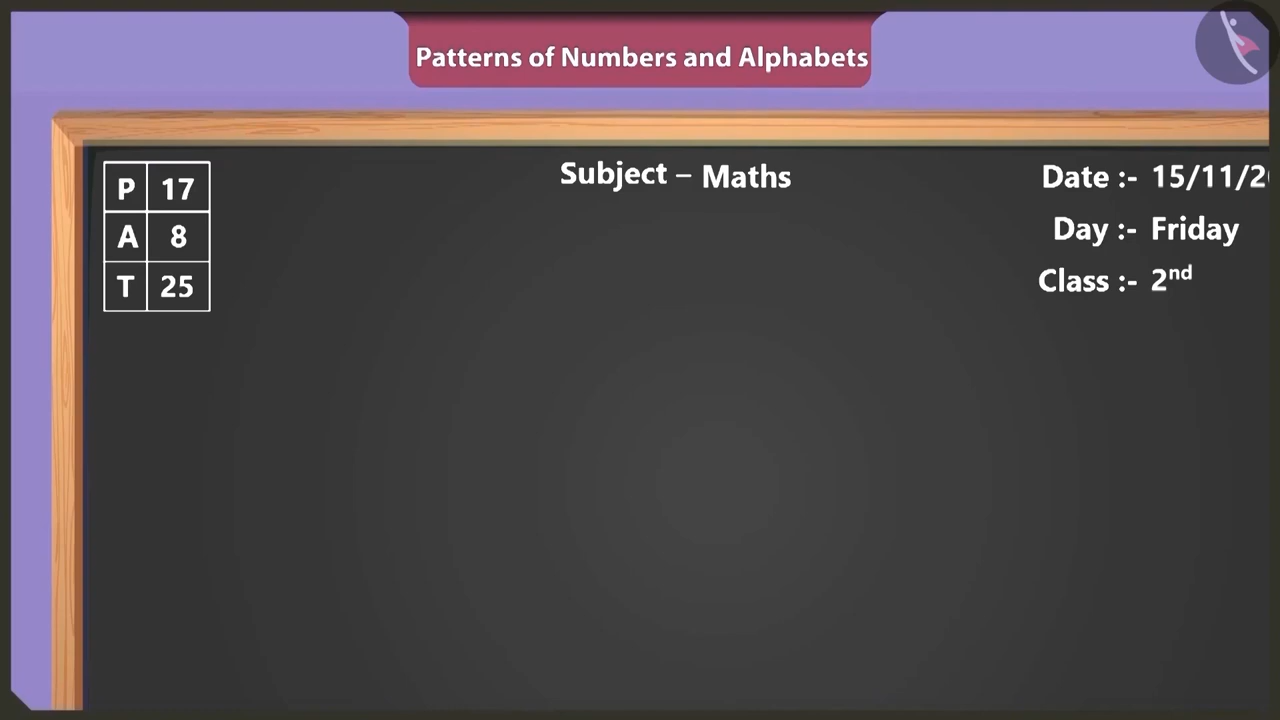 Patterns of Numbers and Alphabets
Subject – Maths
Date :- 15/11/2
Day :- Friday
Class :- 2nd
P 17
A 8
T 25